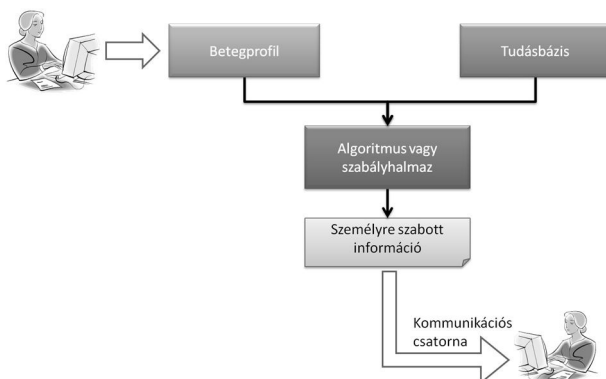 Betegprofil
Tudásbázis
Algoritmus vagy
szabályhalmaz
Személyre szabott
információ
Kommunikációs
csatorna